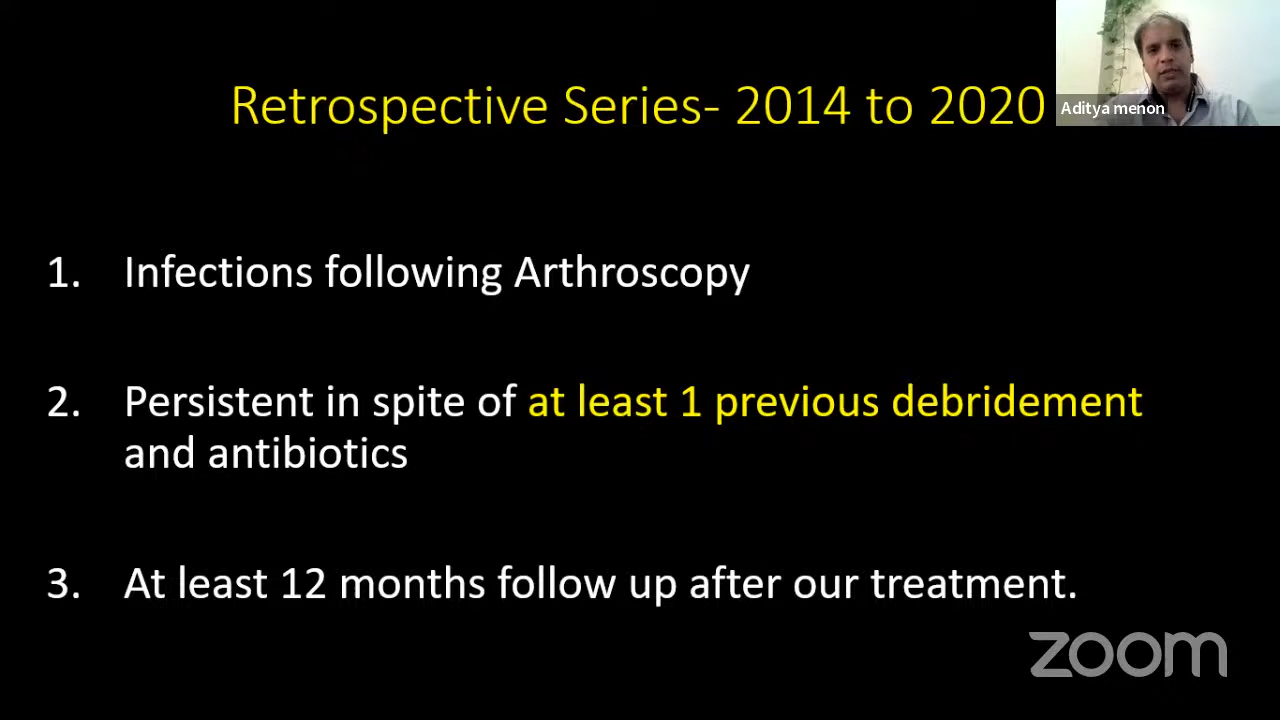 Retrospective Series- 2014 to 2020
Aditya menon
1. Infections following Arthroscopy
2. Persistent in spite of at least 1 previous debridement
and antibiotics
3. At least 12 months follow up after our treatment.
zoom